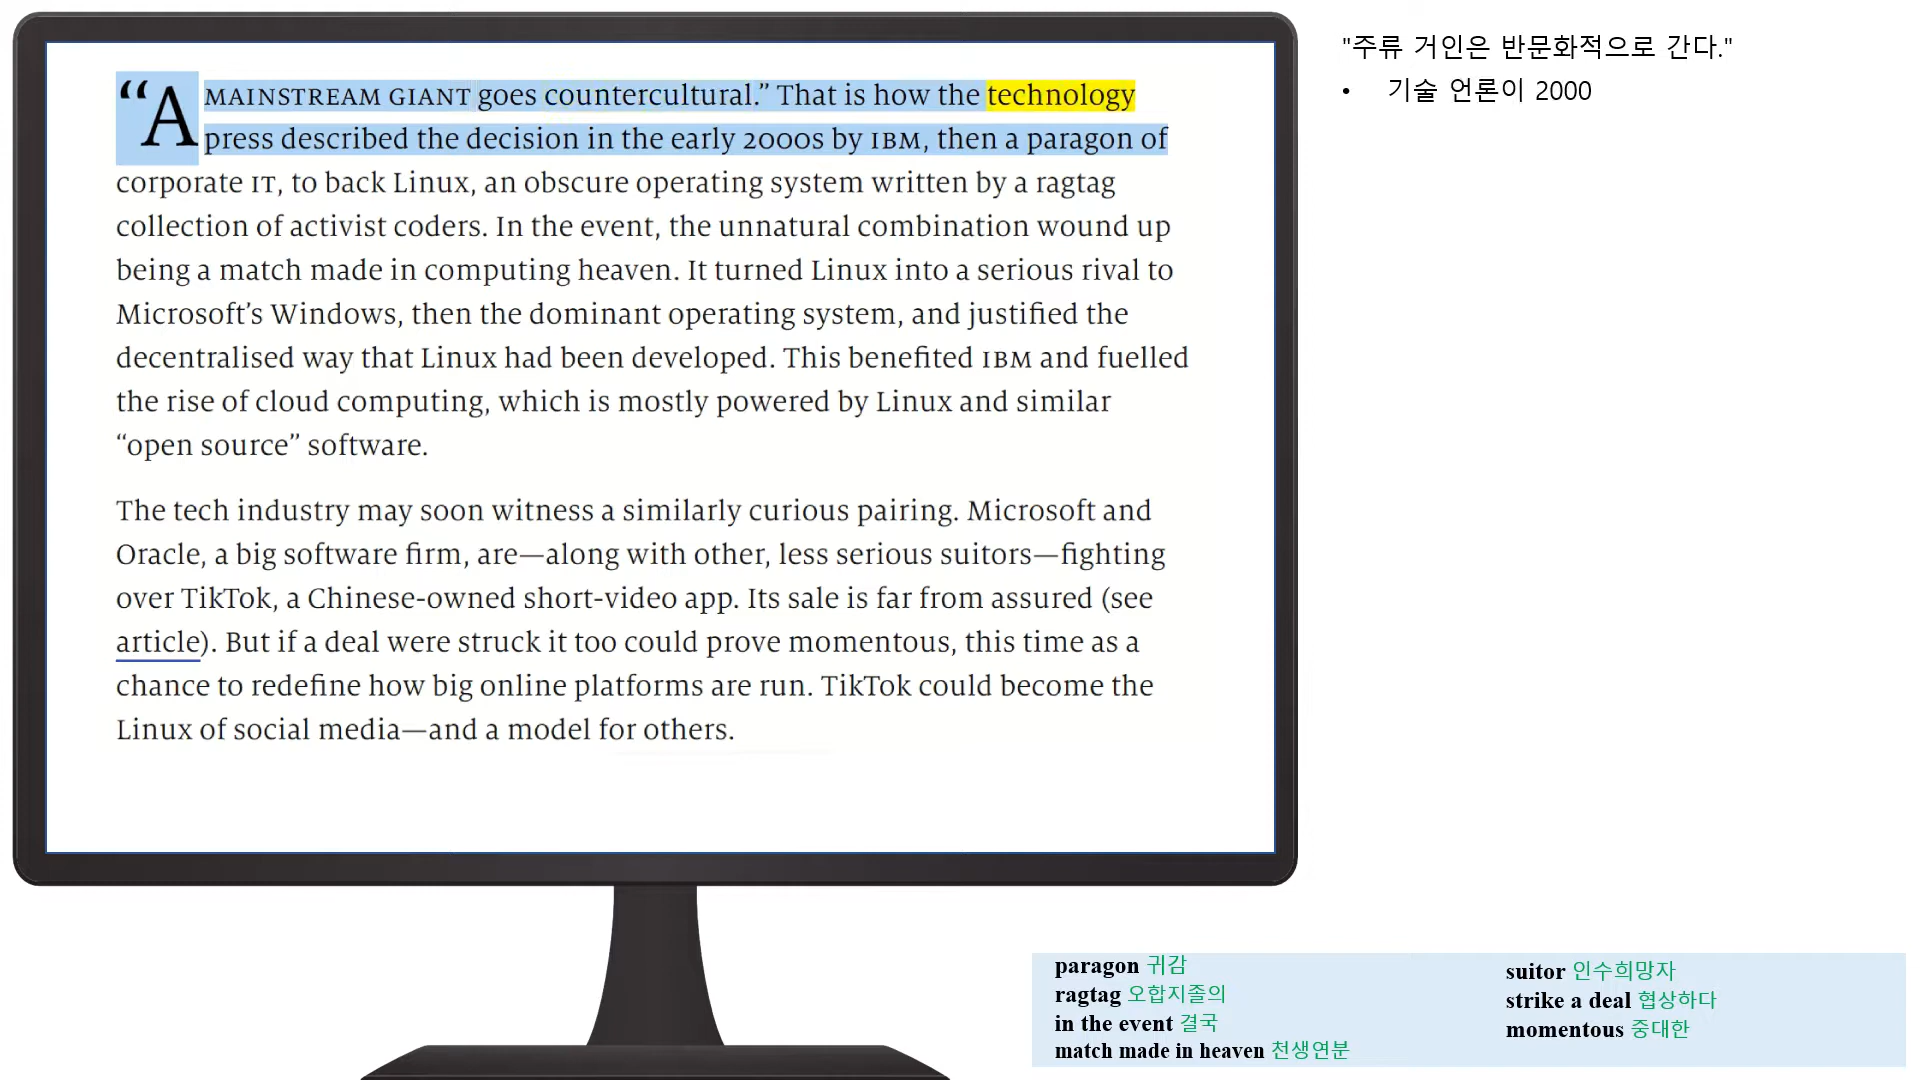 “A MAINSTREAM GIANT goes countercultural.” That is how the technology
press described the decision in the early 2000s by IBM, then a paragon of
corporate IT, to back Linux, an obscure operating system written by a ragtag
collection of activist coders. In the event, the unnatural combination wound up
being a match made in computing heaven. It turned Linux into a serious rival to
Microsoft’s Windows, then the dominant operating system, and justified the
decentralised way that Linux had been developed. This benefited IBM and fuelled
the rise of cloud computing, which is mostly powered by Linux and similar
“open source” software.
The tech industry may soon witness a similarly curious pairing. Microsoft and
Oracle, a big software firm, are—along with other, less serious suitors—fighting
over TikTok, a Chinese-owned short-video app. Its sale is far from assured (see
article). But if a deal were struck it too could prove momentous, this time as a
chance to redefine how big online platforms are run. TikTok could become the
Linux of social media—and a model for others.
"주류 거인은 반문화적으로 간다."
• 기술 언론이 2000
paragon 귀감
ragtag 오합지졸의
in the event 결국
match made in heaven 천생연분
suitor 인수희망자
strike a deal 협상하다
momentous 중대한